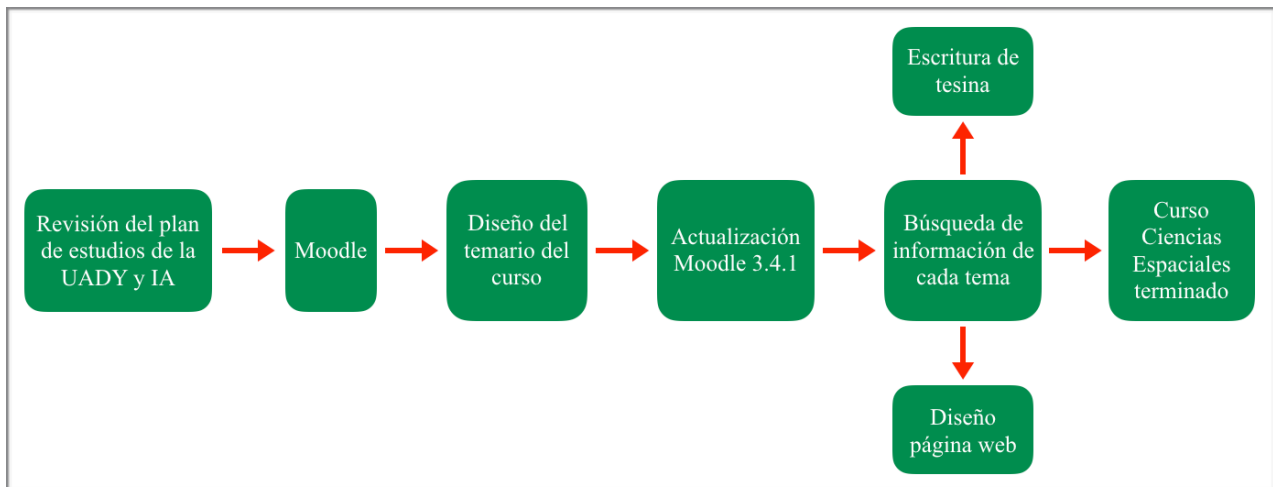 Revisión del plan
de estudios de la
UADY y IA
Moodle
Diseño del
temario del
curso
Actualización
Moodle 3.4.1
Búsqueda de
información de
cada tema
Escritura de
tesina
Curso
Ciencias
Espaciales
terminado
Diseño
página web